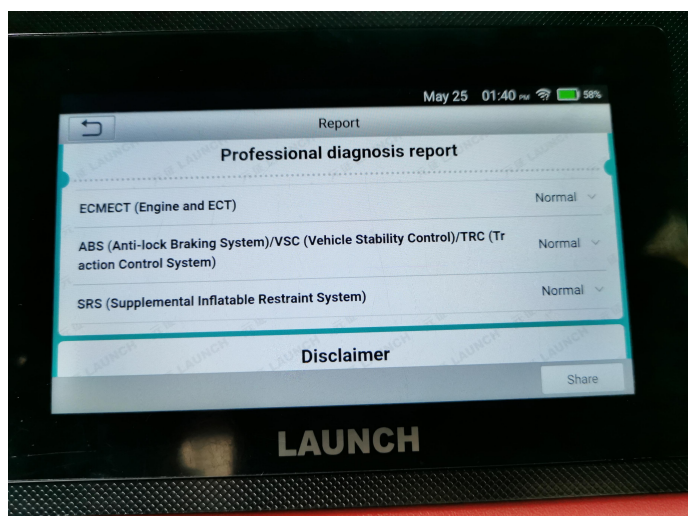 May 25 01:40 PM 58%
Report
Professional diagnosis report
ECMECT (Engine and ECT) Normal
ABS (Anti-lock Braking System)/VSC (Vehicle Stability Control)/TRC (Tr
action Control System) Normal
SRS (Supplemental Inflatable Restraint System) Normal
Disclaimer
Share
LAUNCH